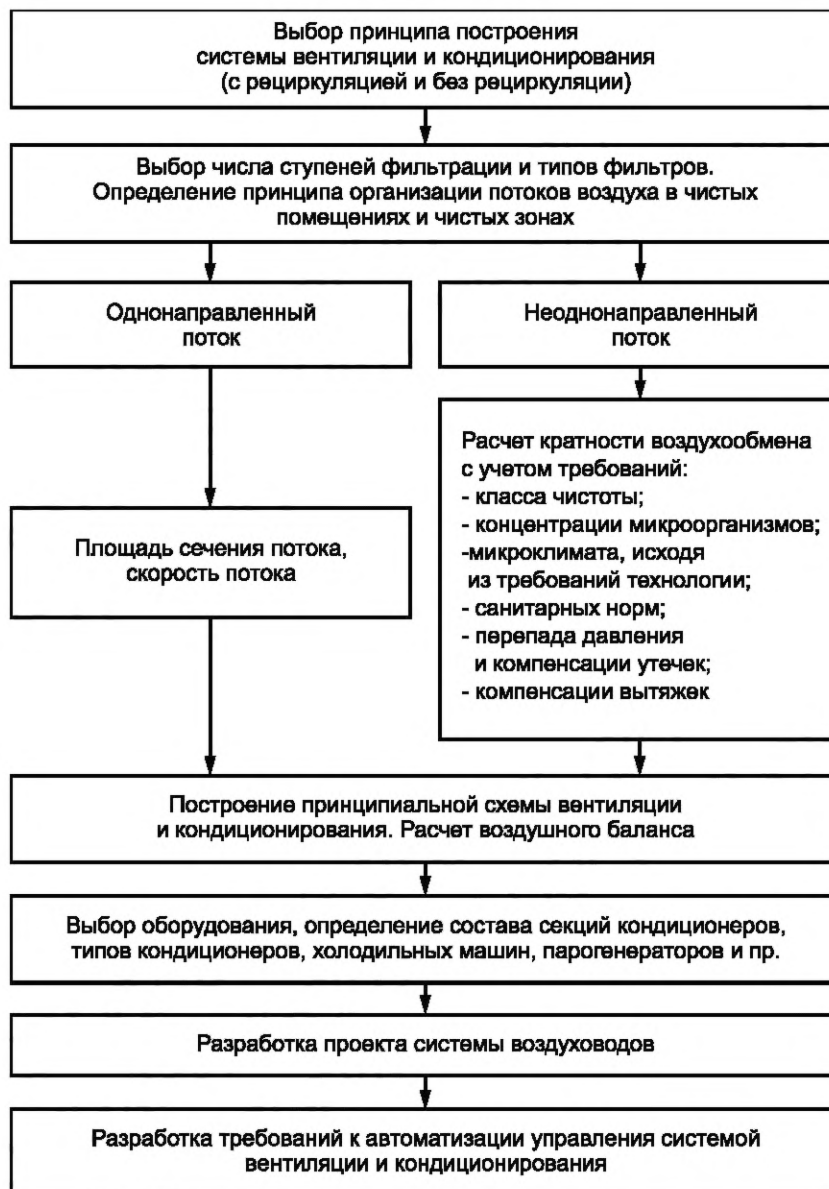 Выбор принципа построения
системы вентиляции и кондиционирования
(с рециркуляцией и без рециркуляции)
Выбор числа ступеней фильтрации и типов фильтров.
Определение принципа организации потоков воздуха в чистых
помещениях и чистых зонах
Однонаправленный
поток
Неоднонаправленный
поток
Площадь сечения потока,
скорость потока
Расчет кратности воздухообмена
с учетом требований:
- класса чистоты;
- концентрации микроорганизмов;
-микроклимата, исходя
из требований технологии;
- санитарных норм;
- перепада давления
и компенсации утечек;
- компенсации вытяжек
Построение принципиальной схемы вентиляции
и кондиционирования. Расчет воздушного баланса
Выбор оборудования, определение состава секций кондиционеров,
типов кондиционеров, холодильных машин, парогенераторов и пр.
Разработка проекта системы воздуховодов
Разработка требований к автоматизации управления системой
вентиляции и кондиционирования